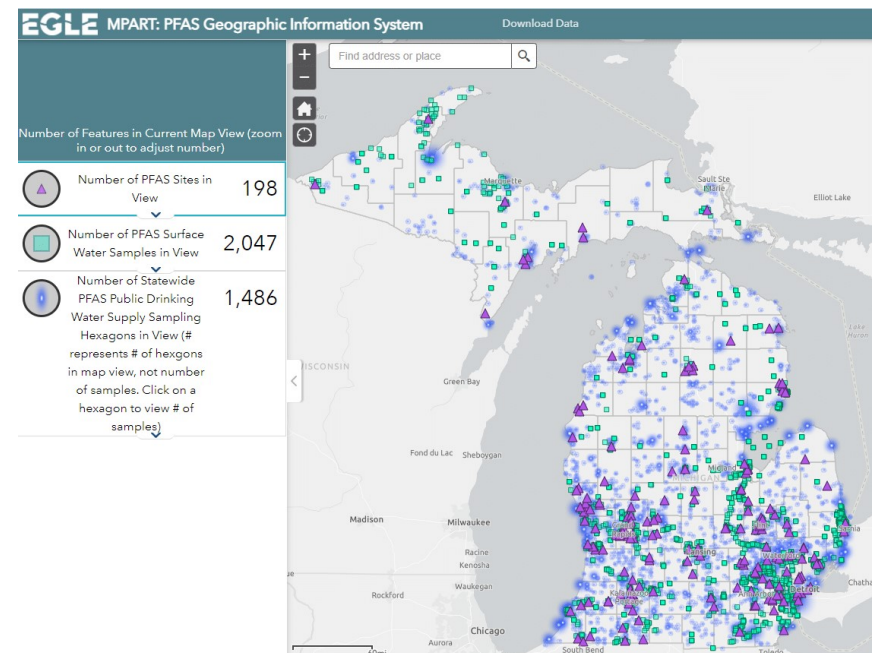 EGLE MPART: PFAS Geographic Information System
Download Data
Find address or place
Number of Features in Current Map View (zoom
in or out to adjust number)
Number of PFAS Sites in
View
198
Number of PFAS Surface
Water Samples in View
2,047
Number of Statewide
PFAS Public Drinking
Water Supply Sampling
Hexagons in View (#
represents # of hexgons
in map view, not number
of samples. Click on a
hexagon to view # of
samples)
1,486
Marquette
Sault Ste
Marie
Elliot Lake
Lake
Huron
Green Bay
Fond du Lac
Sheboygan
Midland
MICHIGAN
Madison
Milwaukee
Lansing
Racine
Kenosha
Waukegan
Rockford
Kalamazoo
Detroit
Chicago
Aurora
South Bend
Toledo